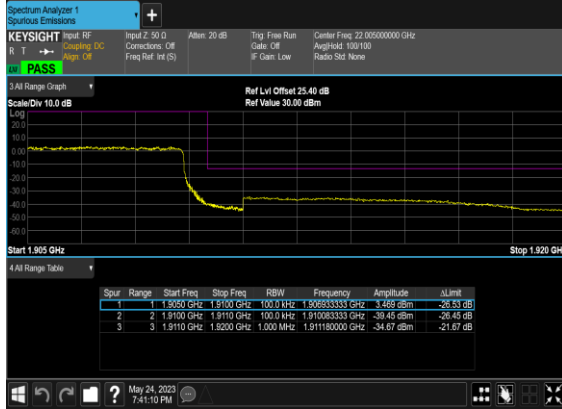 Spectrum Analyzer 1
Spurious Emissions
+
KEYSIGHT Input: RF Input Z: 50 Ω Atten: 20 dB Trig: Free Run Center Freq: 22.005000000 GHz
R T Coupling: DC Corrections: Off Gate: Off Avg|Hold: 100/100
Align: Off Freq Ref: Int (S) IF Gain: Low Radio Std: None
PASS
3 All Range Graph
Ref Lvl Offset 25.40 dB
Scale/Div 10.0 dB Ref Value 30.00 dBm
Log
20.0
10.0
0.00
-10.0
-20.0
-30.0
-40.0
-50.0
-60.0
Start 1.905 GHz Stop 1.920 GH
4 All Range Table
Spur Range Start Freq Stop Freq RBW Frequency Amplitude ΔLimit
1 1 1.9050 GHz 1.9100 GHz 100.0 kHz 1.906933333 GHz 3.469 dBm -26.53 dB
2 2 1.9100 GHz 1.9110 GHz 100.0 kHz 1.910083333 GHz -39.45 dBm -26.45 dB
3 3 1.9110 GHz 1.9200 GHz 1.000 MHz 1.911180000 GHz -34.67 dBm -21.67 dB
?
May 24, 2023
7:41:10 PM